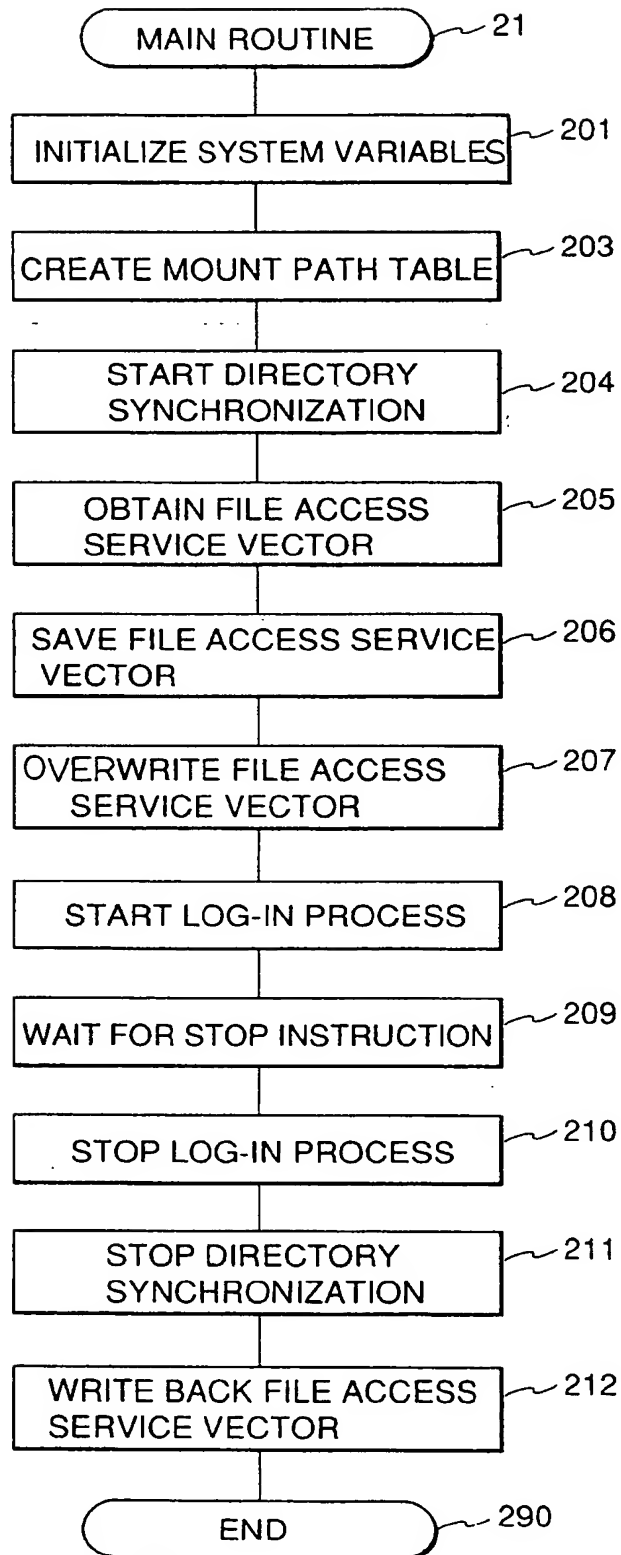 MAIN ROUTINE
21
INITIALIZE SYSTEM VARIABLES
201
CREATE MOUNT PATH TABLE
203
START DIRECTORY
SYNCHRONIZATION
204
OBTAIN FILE ACCESS
SERVICE VECTOR
205
SAVE FILE ACCESS SERVICE
VECTOR
206
OVERWRITE FILE ACCESS
SERVICE VECTOR
207
START LOG-IN PROCESS
208
WAIT FOR STOP INSTRUCTION
209
STOP LOG-IN PROCESS
210
STOP DIRECTORY
SYNCHRONIZATION
211
WRITE BACK FILE ACCESS
SERVICE VECTOR
212
END
290